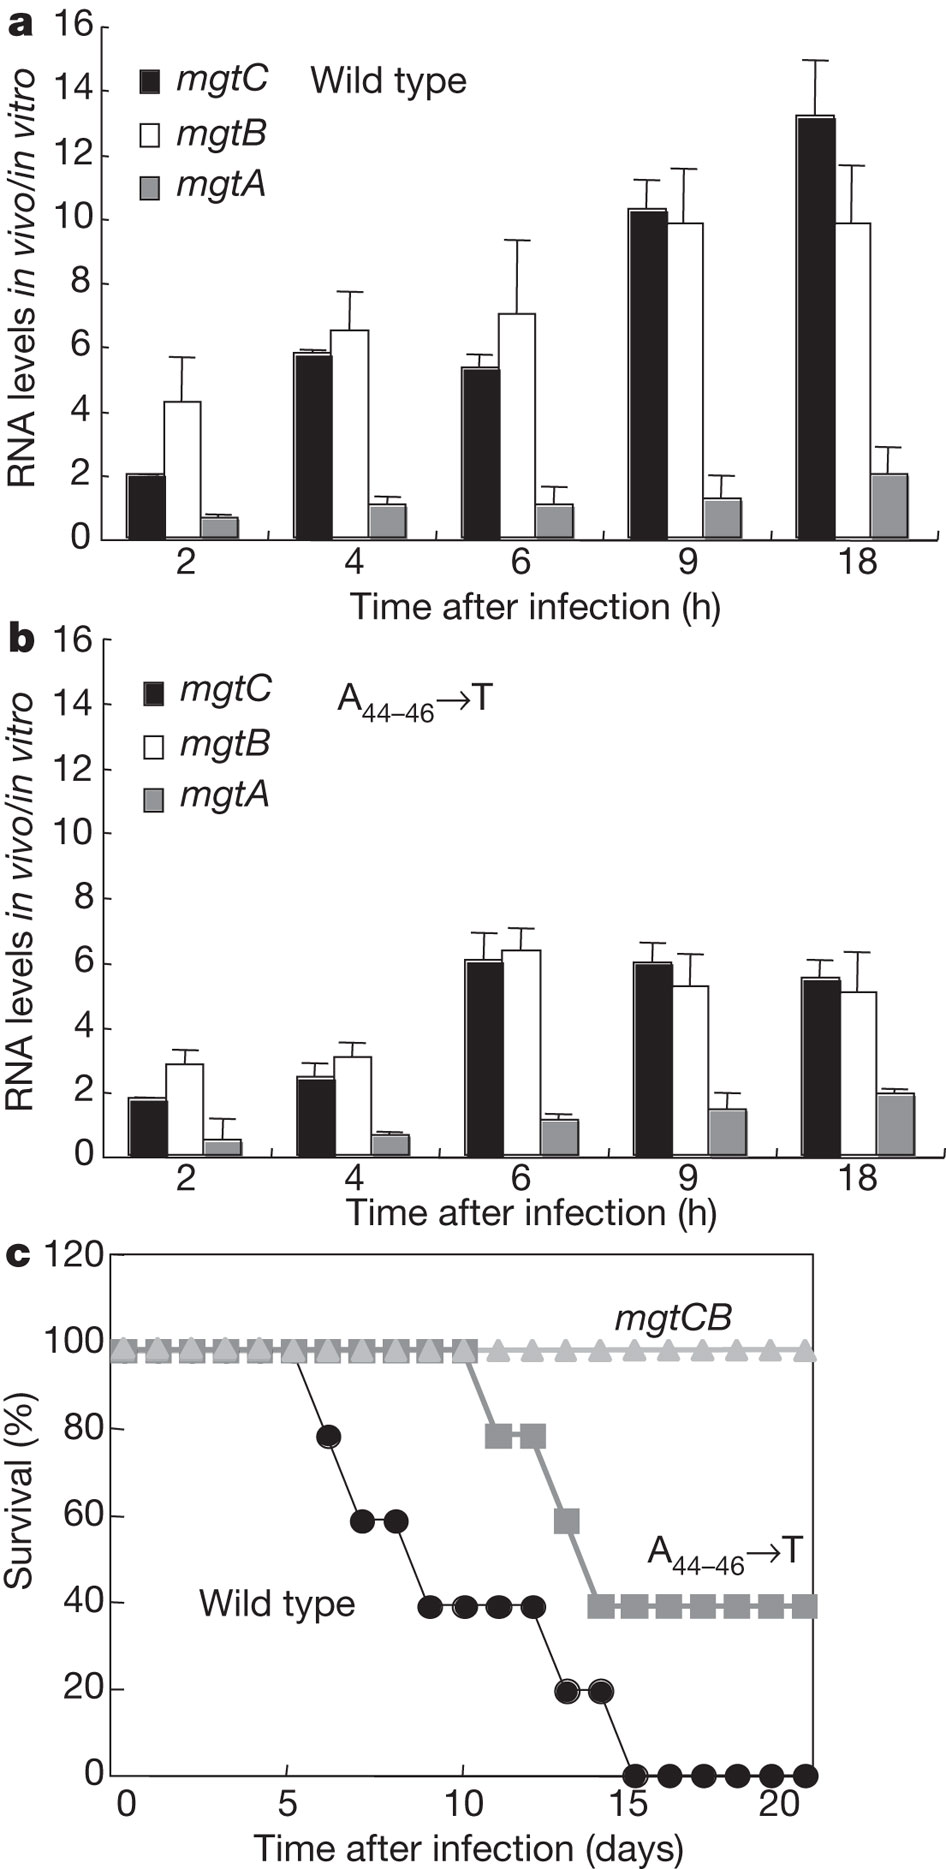 a
16
14
12
10
8
6
4
2
0
RNA levels in vivo/in vitro
mgtC
Wild type
mgtB
mgtA
2 4 6 9 18
Time after infection (h)
b
16
14
12
10
8
6
4
2
0
RNA levels in vivo/in vitro
mgtC
A44–46→T
mgtB
mgtA
2 4 6 9 18
Time after infection (h)
c
120
100
80
60
40
20
0
Survival (%)
mgtCB
A44–46→T
Wild type
0 5 10 15 20
Time after infection (days)